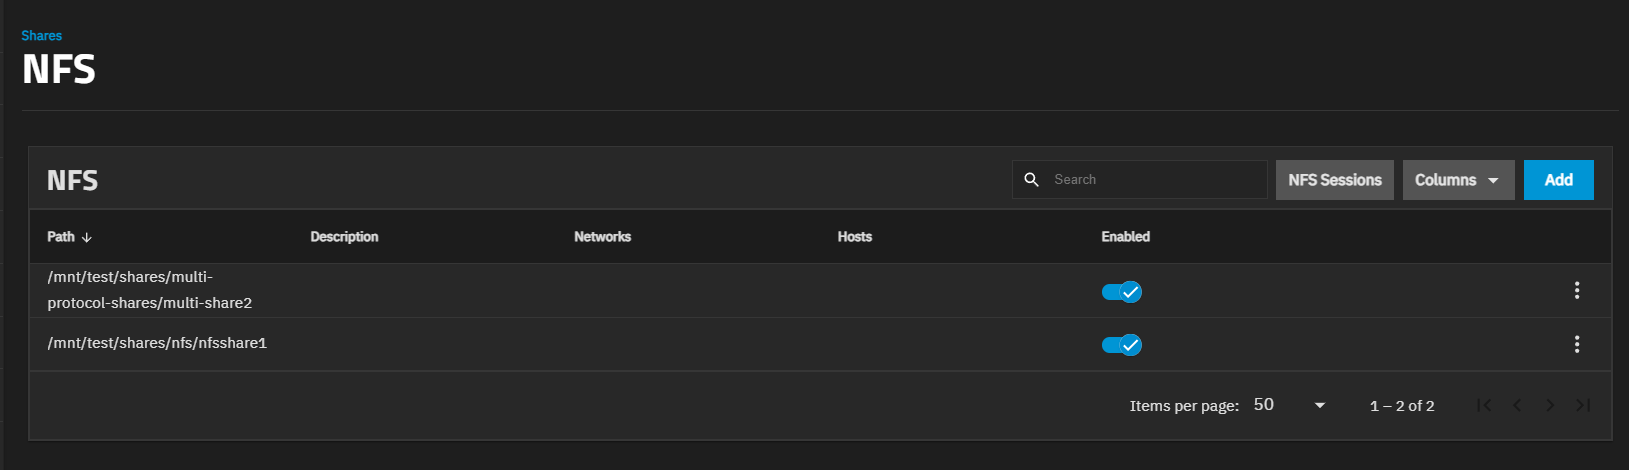 Shares
NFS
NFS
Search
NFS Sessions
Columns
Add
Path
Description
Networks
Hosts
Enabled
/mnt/test/shares/multi-
protocol-shares/multi-share2
/mnt/test/shares/nfs/nfsshare1
Items per page: 50
1 – 2 of 2